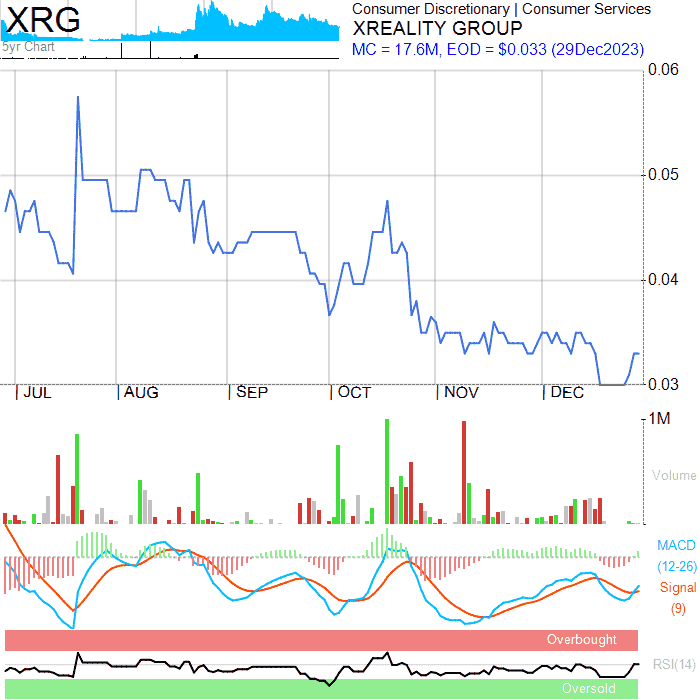 XRG
5yr Chart
Consumer Discretionary | Consumer Services
XREALITY GROUP
MC = 17.6M, EOD = $0.033 (29Dec2023)
0.06
0.05
0.04
0.03
| JUL | AUG | SEP | OCT | NOV | DEC
1M
Volume
MACD
(12-26)
Signal
(9)
Overbought
RSI(14)
Oversold